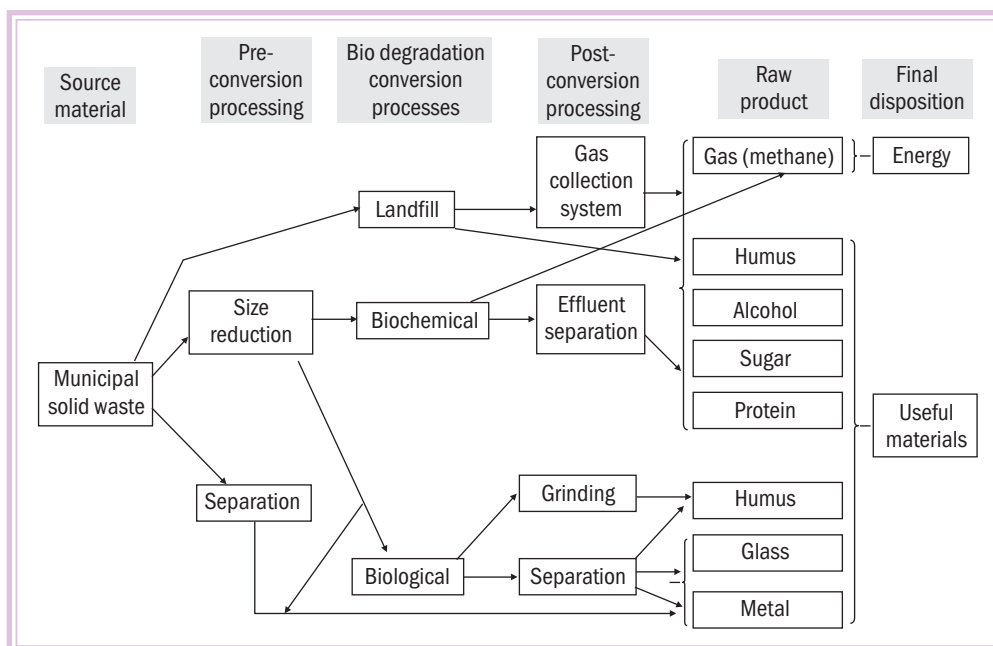 Source
material
Pre-
conversion
processing
Bio degradation
conversion
processes
Post-
conversion
processing
Raw
product
Final
disposition
Gas
collection
system
Gas (methane)
Energy
Landfill
Humus
Size
reduction
Biochemical
Effluent
separation
Alcohol
Sugar
Municipal
solid waste
Protein
Useful
materials
Separation
Grinding
Humus
Glass
Biological
Separation
Metal